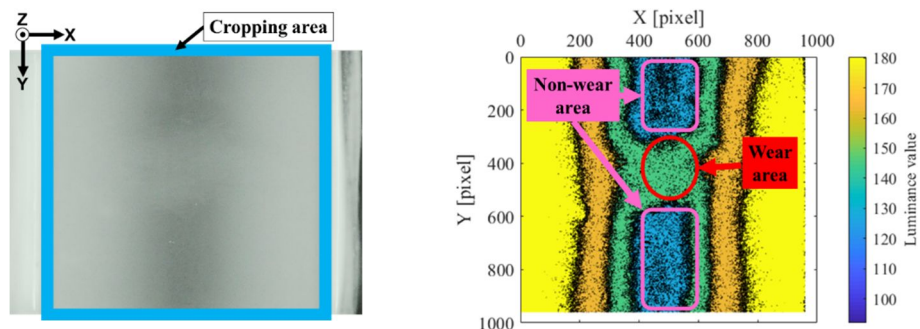 Z
X
Y
Cropping area
X [pixel]
0 200 400 600 800 1000
0
200
400
600
800
1000
Y [pixel]
Non-wear
area
Wear
area
180
170
160
150
140
130
120
110
100
Luminance value